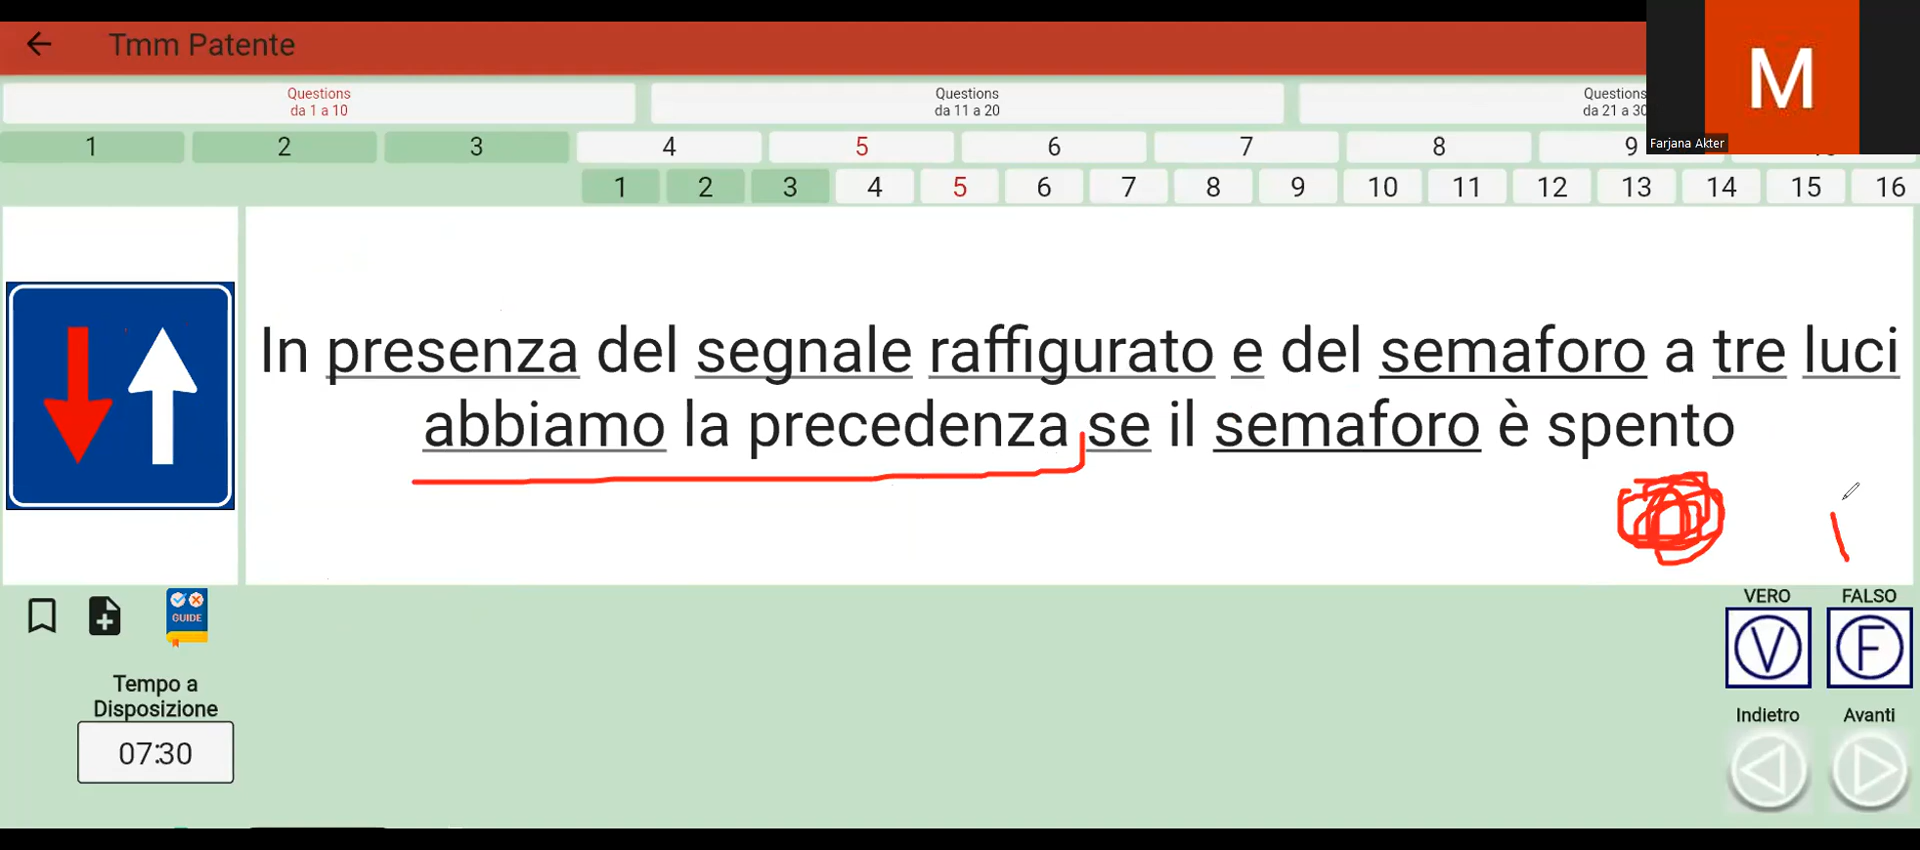 Tmm Patente
M
Farjana Akter
Questions
da 1 a 10
Questions
da 11 a 20
Questions
da 21 a 30
1 2 3 4 5 6 7 8 9
1 2 3 4 5 6 7 8 9 10 11 12 13 14 15 16
In presenza del segnale raffigurato e del semaforo a tre luci
abbiamo la precedenza se il semaforo è spento
GUIDE
Tempo a
Disposizione
07:30
VERO FALSO
V F
Indietro Avanti